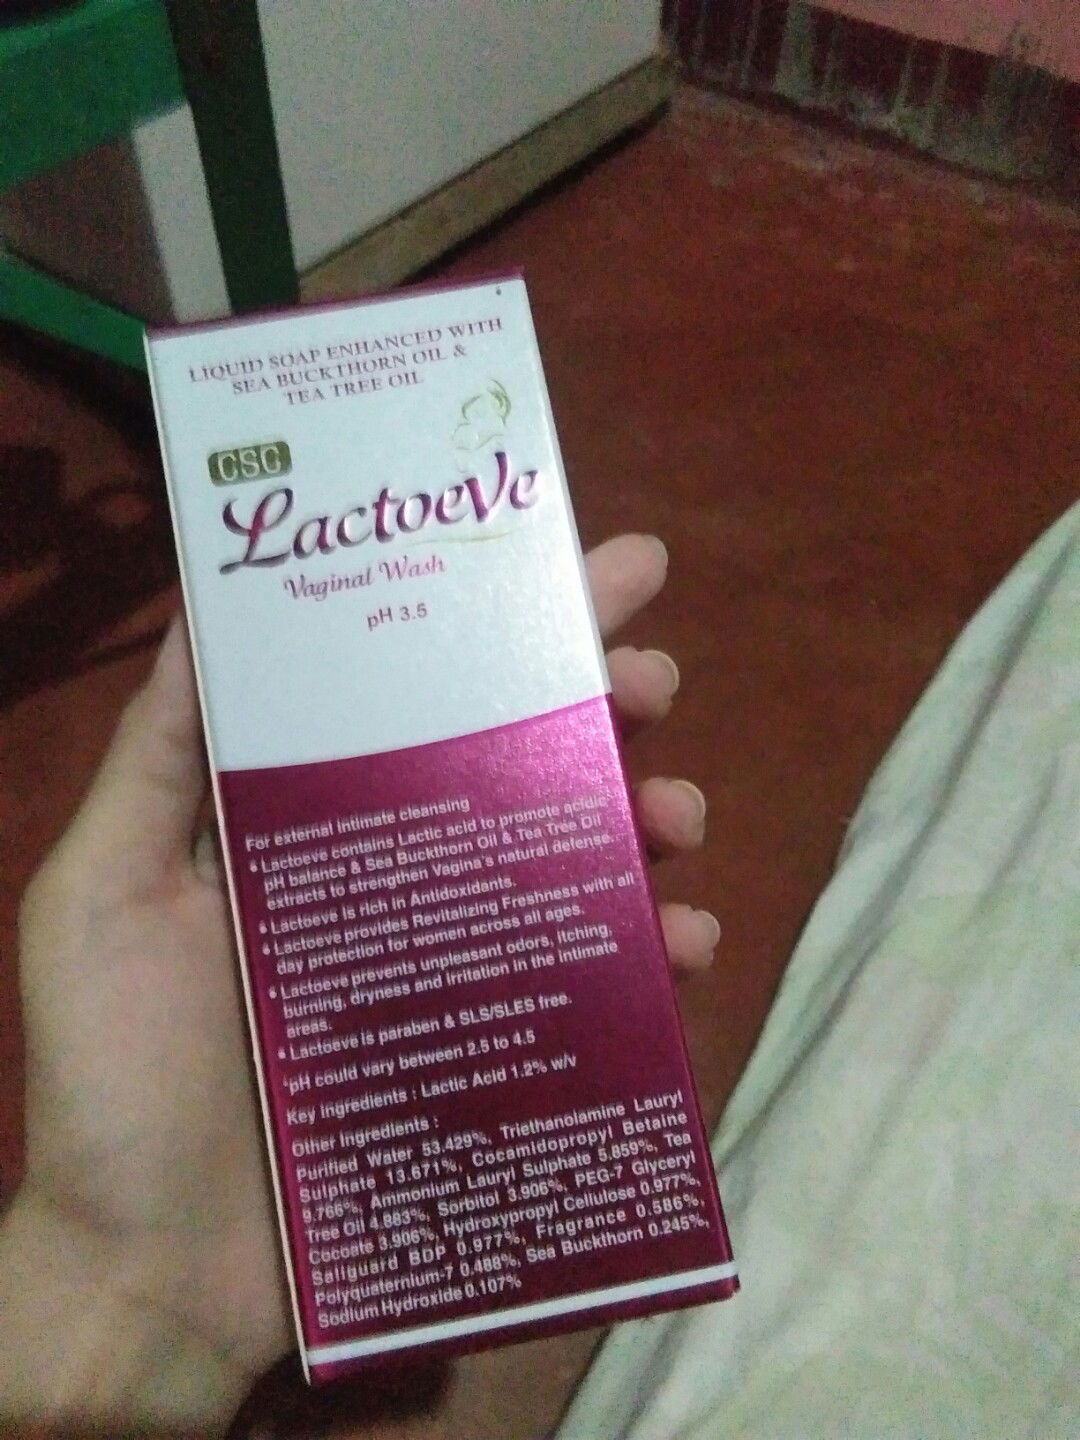 LIQUID SOAP ENHANCED WITH
SEA BUCKTHORN OIL &
TEA TREE OIL
CSC
Lactoeve
Vaginal Wash
pH 3.5
For external intimate cleansing
• Lactoeve contains Lactic acid to promote acidic
pH balance & Sea Buckthorn Oil & Tea Tree Oil
extracts to strengthen Vagina's natural defense.
• Lactoeve is rich in Antidoxidants.
• Lactoeve provides Revitalizing Freshness with all
day protection for women across all ages.
• Lactoeve prevents unpleasant odors, itching,
burning, dryness and irritation in the intimate
areas.
• Lactoeve is paraben & SLS/SLES free.
*pH could vary between 2.5 to 4.5
Key Ingredients : Lactic Acid 1.2% w/v
Other Ingredients :
Purified Water 53.429%, Triethanolamine Lauryl
Sulphate 13.671%, Cocamidopropyl Betaine
9.766%, Ammonium Lauryl Sulphate 5.859%, Tea
Tree Oil 4.883%, Sorbitol 3.906%, PEG-7 Glyceryl
Cocoate 3.906%, Hydroxypropyl Cellulose 0.977%,
Saliguard BDP 0.977%, Fragrance 0.586%,
Polyquaternium-7 0.488%, Sea Buckthorn 0.245%,
Sodium Hydroxide 0.107%